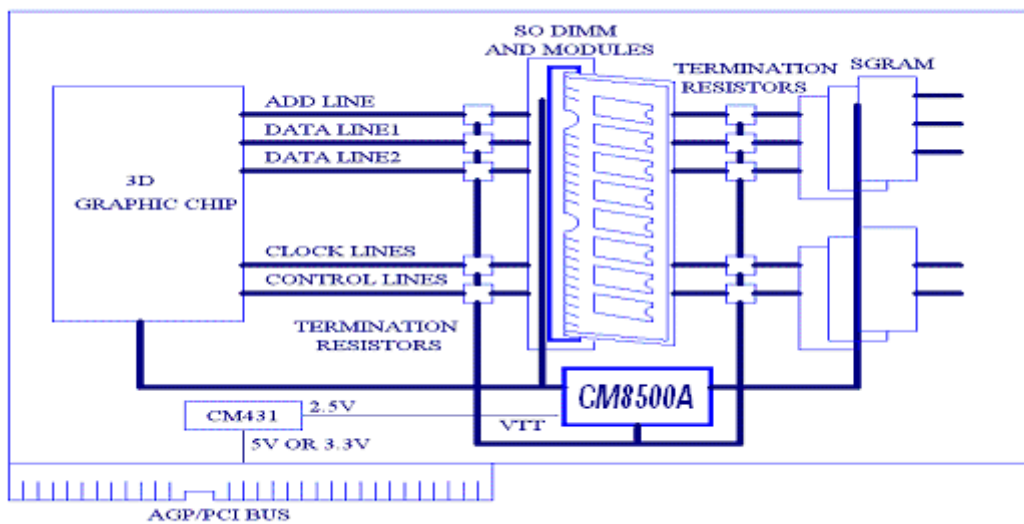 SO DIMM
AND MODULES
TERMINATION
RESISTORS
SGRAM
ADD LINE
DATA LINE1
DATA LINE2
3D
GRAPHIC CHIP
CLOCK LINES
CONTROL LINES
TERMINATION
RESISTORS
CM8500A
CM431
2.5V
VTT
5V OR 3.3V
AGP/PCI BUS